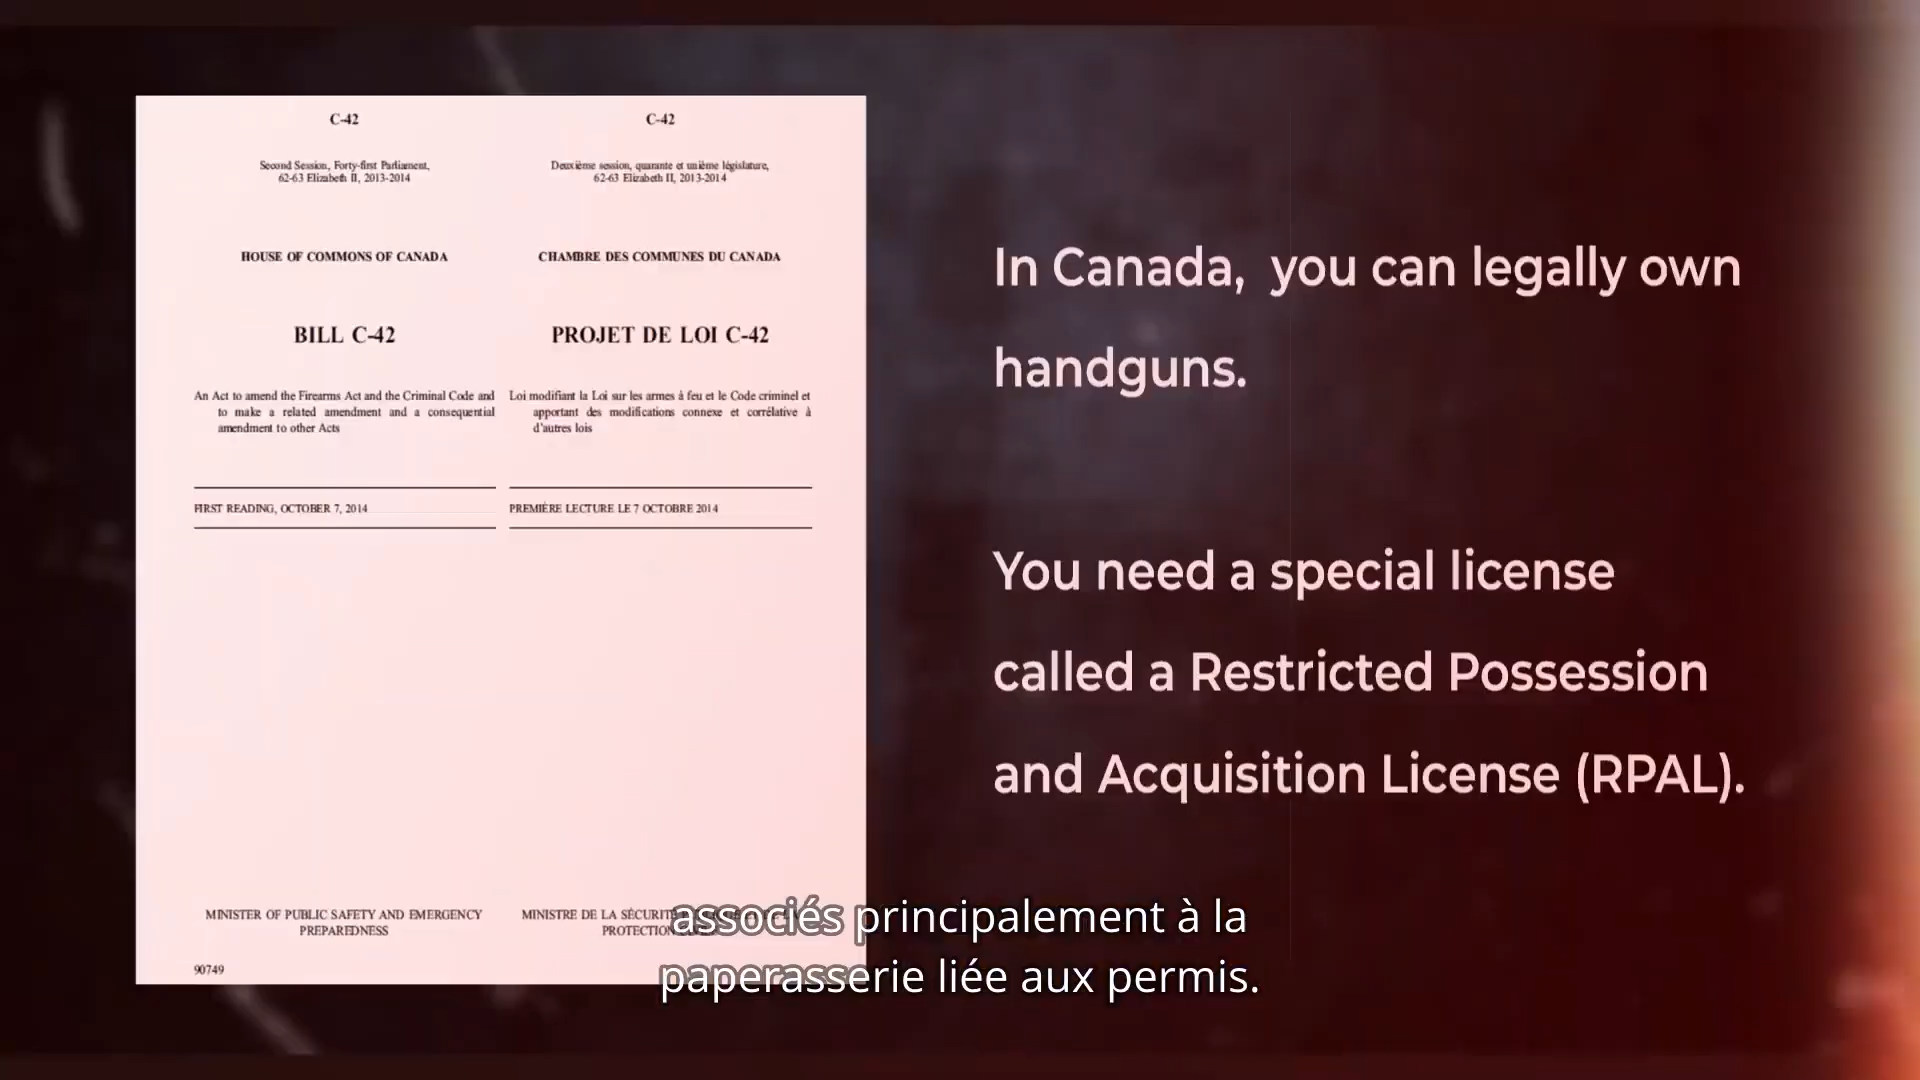 C-42
Second Session, Forty-first Parliament,
62-63 Elizabeth II, 2013-2014
HOUSE OF COMMONS OF CANADA
BILL C-42
An Act to amend the Firearms Act and the Criminal Code and
to make a related amendment and a consequential
amendment to other Acts
FIRST READING, OCTOBER 7, 2014
MINISTER OF PUBLIC SAFETY AND EMERGENCY
PREPAREDNESS
90749
C-42
Deuxième session, quarante et unième législature,
62-63 Elizabeth II, 2013-2014
CHAMBRE DES COMMUNES DU CANADA
PROJET DE LOI C-42
Loi modifiant la Loi sur les armes à feu et le Code criminel et
apportant des modifications connexe et corrélative à
d'autres lois
PREMIÈRE LECTURE LE 7 OCTOBRE 2014
MINISTRE DE LA SÉCURITÉ
PROTECTION
In Canada, you can legally own
handguns.
You need a special license
called a Restricted Possession
and Acquisition License (RPAL).
associés principalement à la
paperasserie liée aux permis.